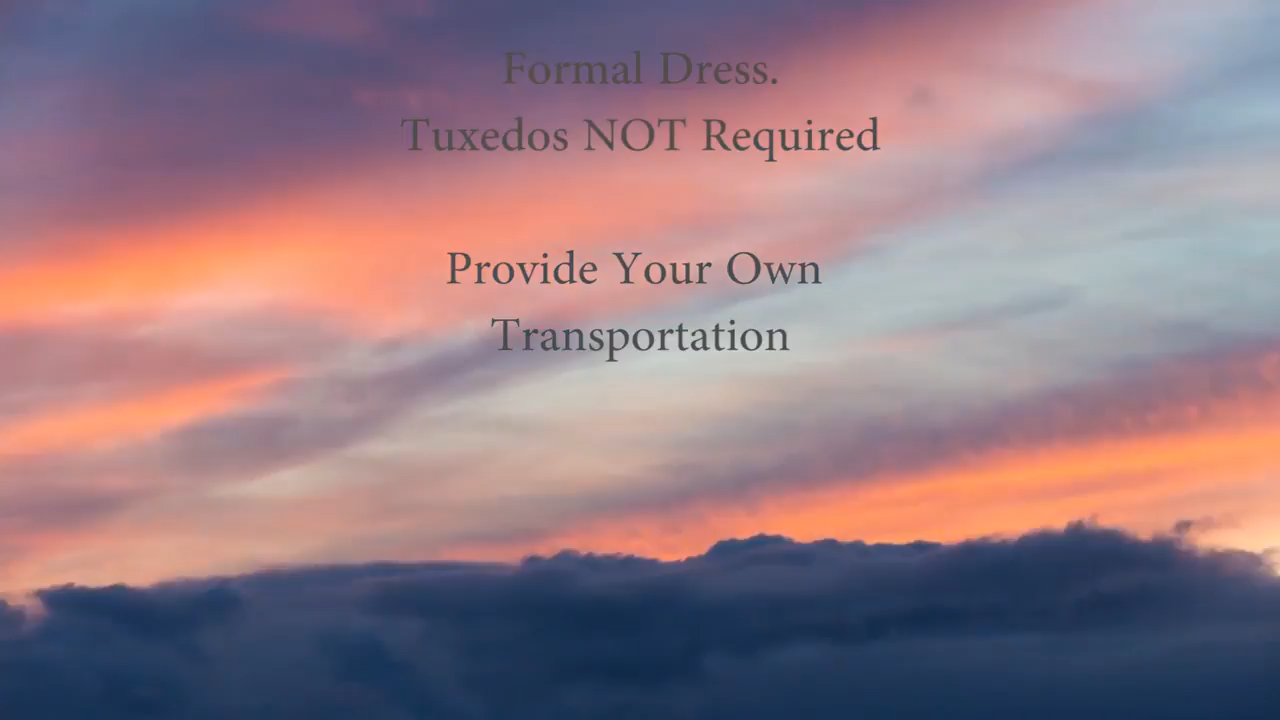 Formal Dress.
Tuxedos NOT Required
Provide Your Own
Transportation